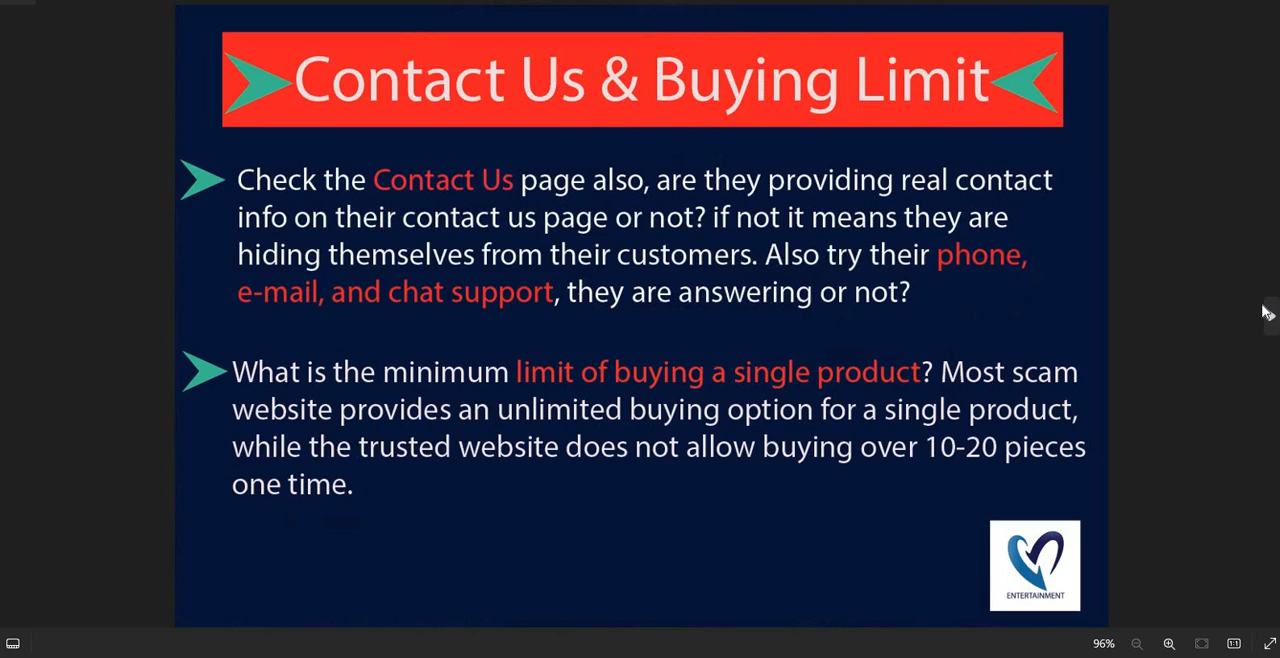 Contact Us & Buying Limit
Check the Contact Us page also, are they providing real contact
info on their contact us page or not? if not it means they are
hiding themselves from their customers. Also try their phone,
e-mail, and chat support, they are answering or not?
What is the minimum limit of buying a single product? Most scam
website provides an unlimited buying option for a single product,
while the trusted website does not allow buying over 10-20 pieces
one time.
ENTERTAINMENT
96%
1:1